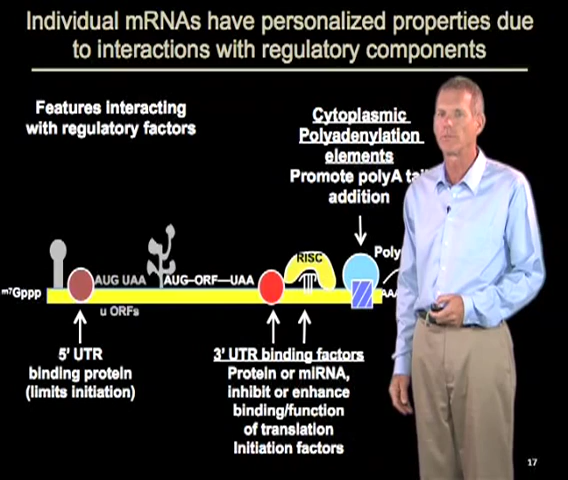 Individual mRNAs have personalized properties due
to interactions with regulatory components
Features interacting
with regulatory factors
Cytoplasmic
Polyadenylation
elements
Promote polyA tail
addition
RISC
Poly
AUG UAA
AUG–ORF–UAA
m7Gppp
AAA
u ORFs
5' UTR
binding protein
(limits initiation)
3' UTR binding factors
Protein or miRNA,
inhibit or enhance
binding/function
of translation
Initiation factors
17